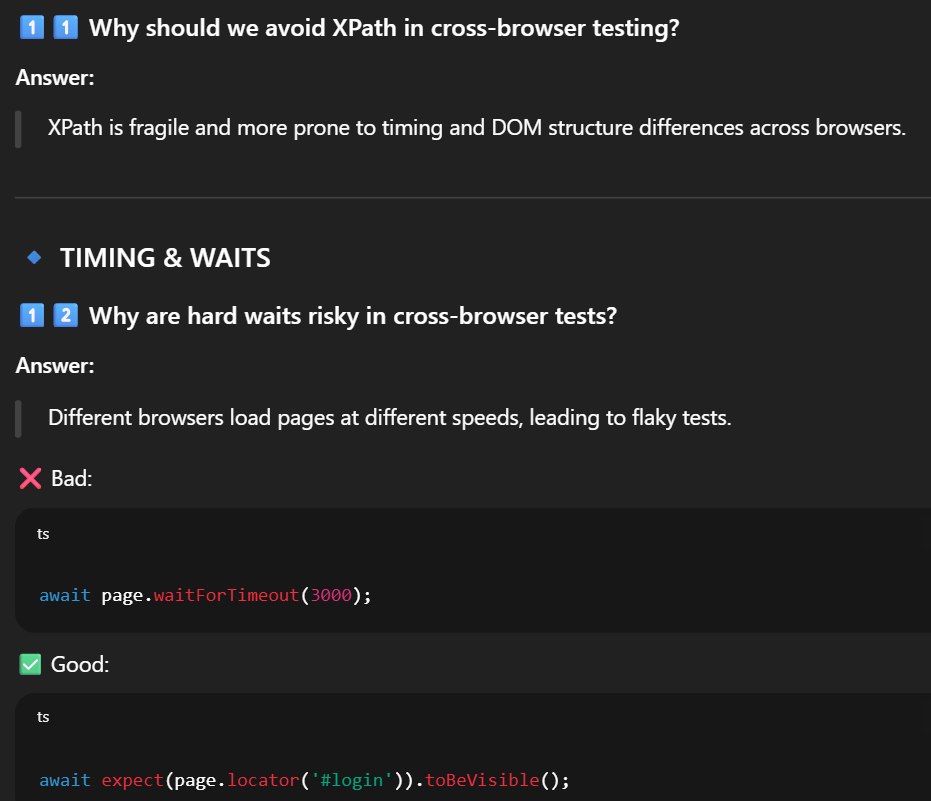 1️⃣ 1️⃣ Why should we avoid XPath in cross-browser testing?
Answer:
XPath is fragile and more prone to timing and DOM structure differences across browsers.
🔹 TIMING & WAITS
1️⃣ 2️⃣ Why are hard waits risky in cross-browser tests?
Answer:
Different browsers load pages at different speeds, leading to flaky tests.
❌ Bad:
ts
await page.waitForTimeout(3000);
✅ Good:
ts
await expect(page.locator('#login')).toBeVisible();